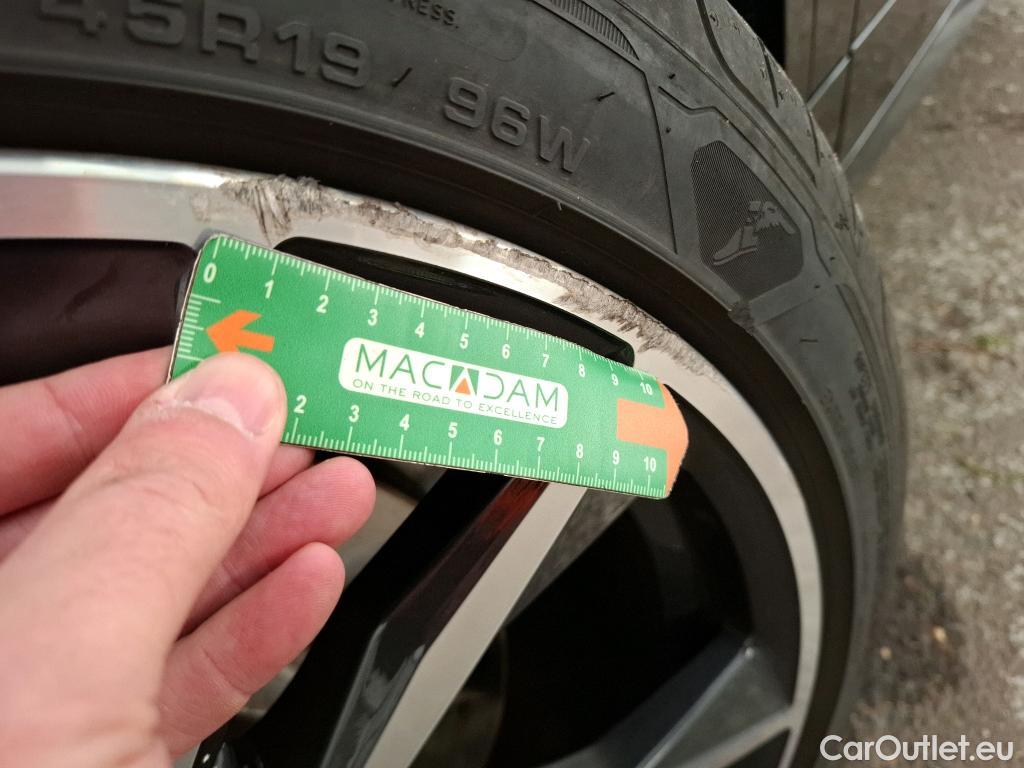 PRESS.
45R19 / 96W
0 1 2 3 4 5 6 7 8 9 10
MACADAM
ON THE ROAD TO EXCELLENCE
2 3 4 5 6 7 8 9 10
CarOutlet.eu